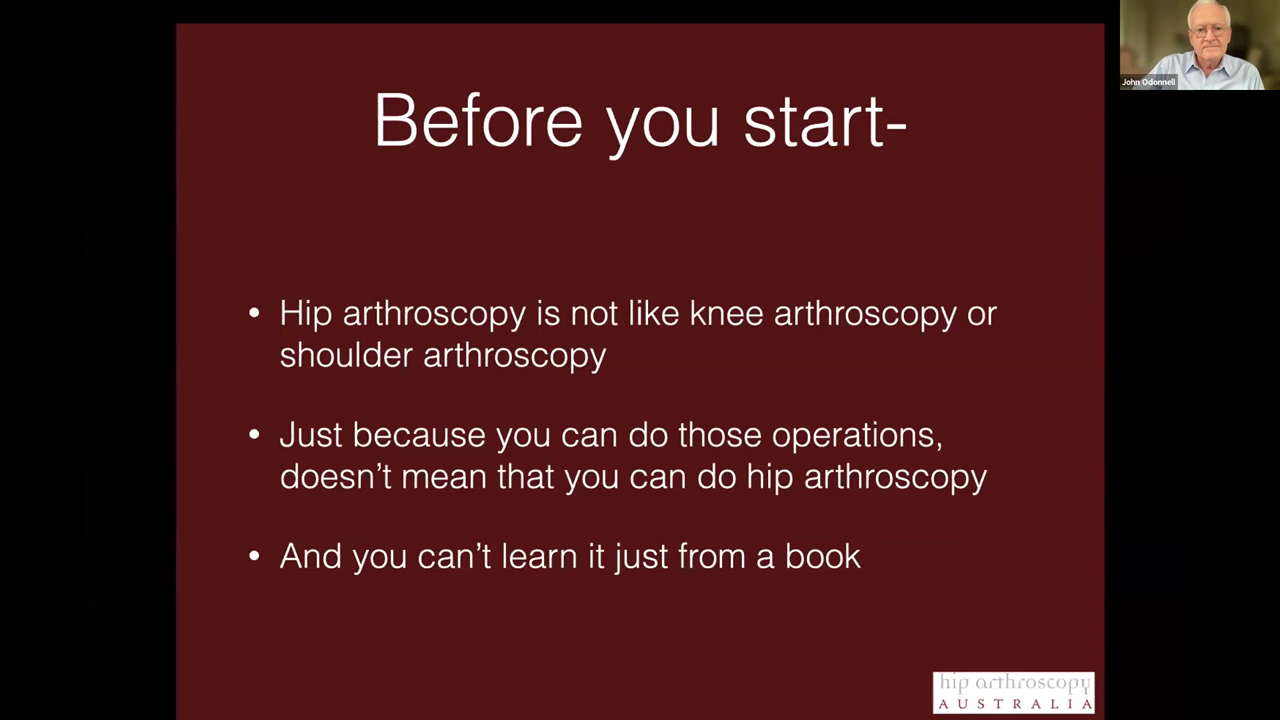 Before you start-
John Odonnell
• Hip arthroscopy is not like knee arthroscopy or
shoulder arthroscopy
• Just because you can do those operations,
doesn’t mean that you can do hip arthroscopy
• And you can’t learn it just from a book
hip arthroscopy
AUSTRALIA